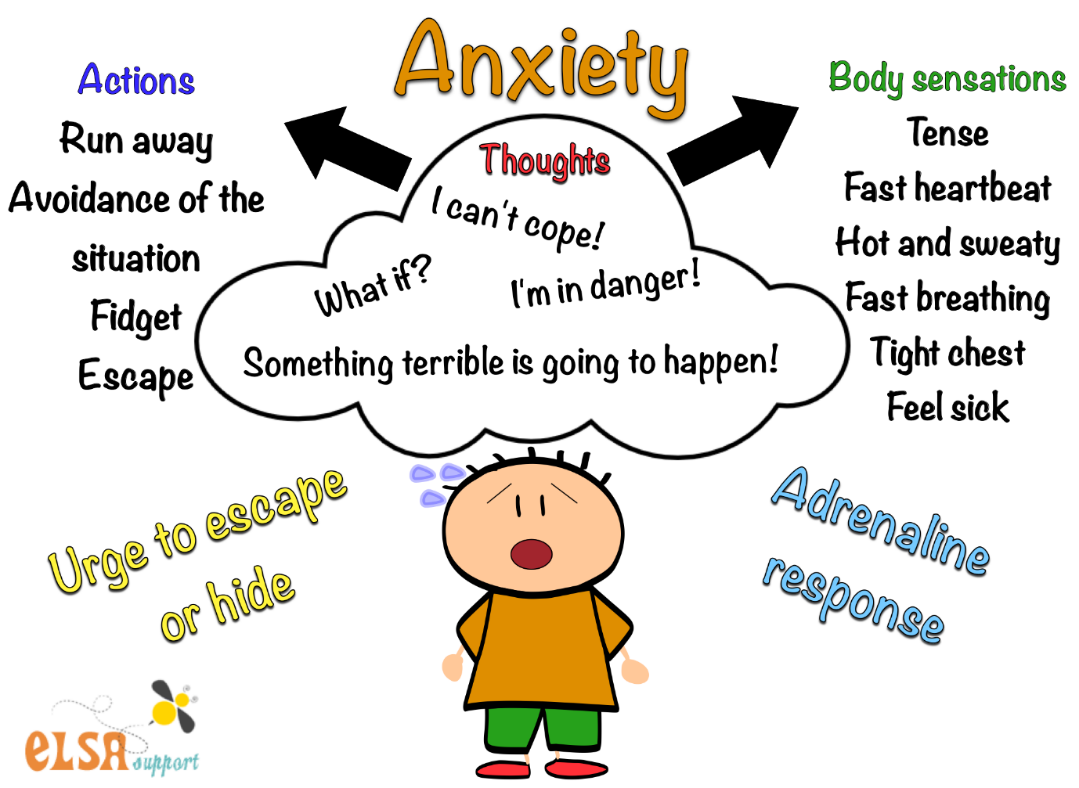 Anxiety
Actions
Run away
Avoidance of the
situation
Fidget
Escape
Thoughts
I can't cope!
What if?
I'm in danger!
Something terrible is going to happen!
Body sensations
Tense
Fast heartbeat
Hot and sweaty
Fast breathing
Tight chest
Feel sick
Urge to escape
or hide
Adrenaline
response
ELSA support